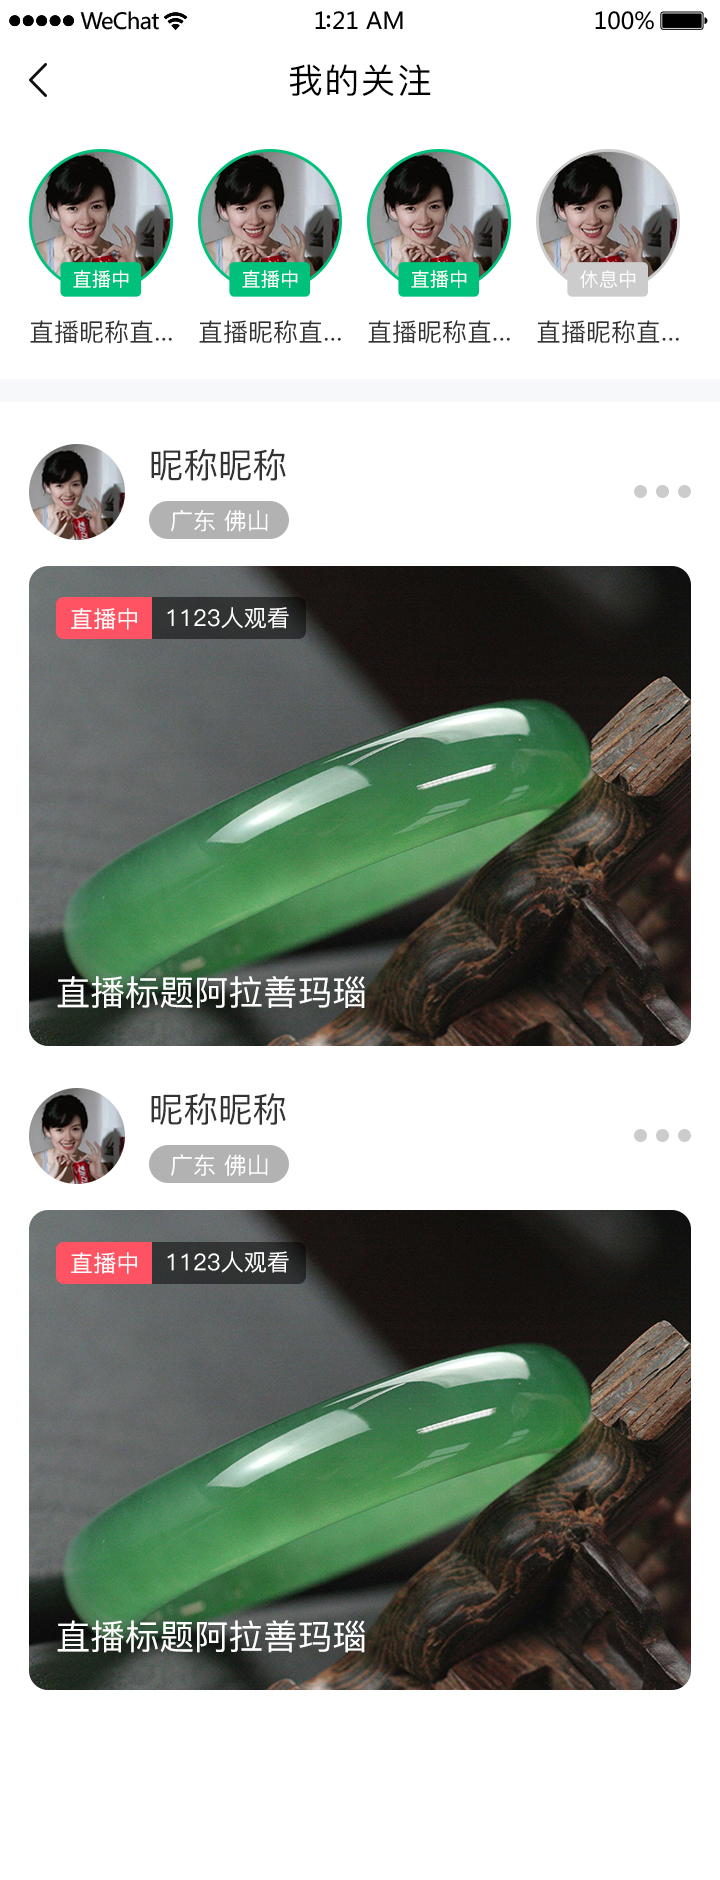 ●●●●● WeChat 1:21 AM 100%
我的关注
直播中 直播中 直播中 休息中
直播昵称直... 直播昵称直... 直播昵称直... 直播昵称直...
昵称昵称
广东 佛山
直播中 1123人观看
直播标题阿拉善玛瑙
昵称昵称
广东 佛山
直播中 1123人观看
直播标题阿拉善玛瑙